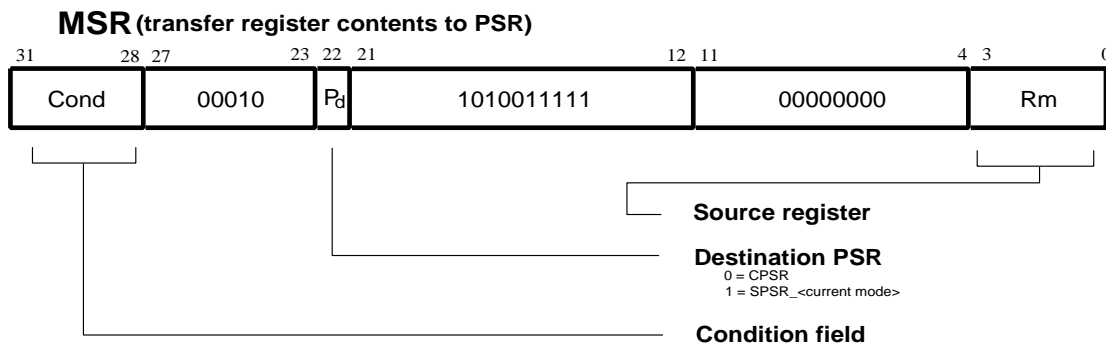 MSR (transfer register contents to PSR)
31 28 27 23 22 21 12 11 4 3 0
Cond 00010 Pd 1010011111 00000000 Rm
Source register
Destination PSR
0 = CPSR
1 = SPSR_<current mode>
Condition field